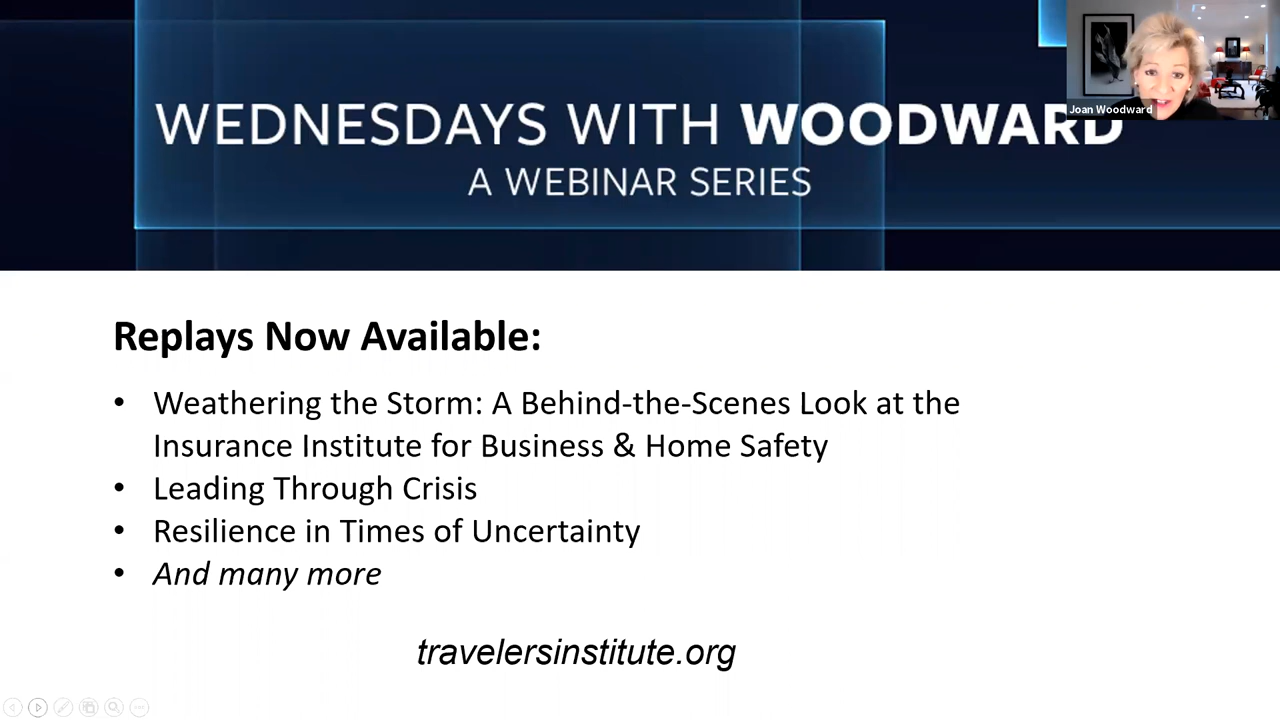 WEDNESDAYS WITH WOODWARD
A WEBINAR SERIES
Joan Woodward
Replays Now Available:
• Weathering the Storm: A Behind-the-Scenes Look at the
Insurance Institute for Business & Home Safety
• Leading Through Crisis
• Resilience in Times of Uncertainty
• And many more
travelersinstitute.org